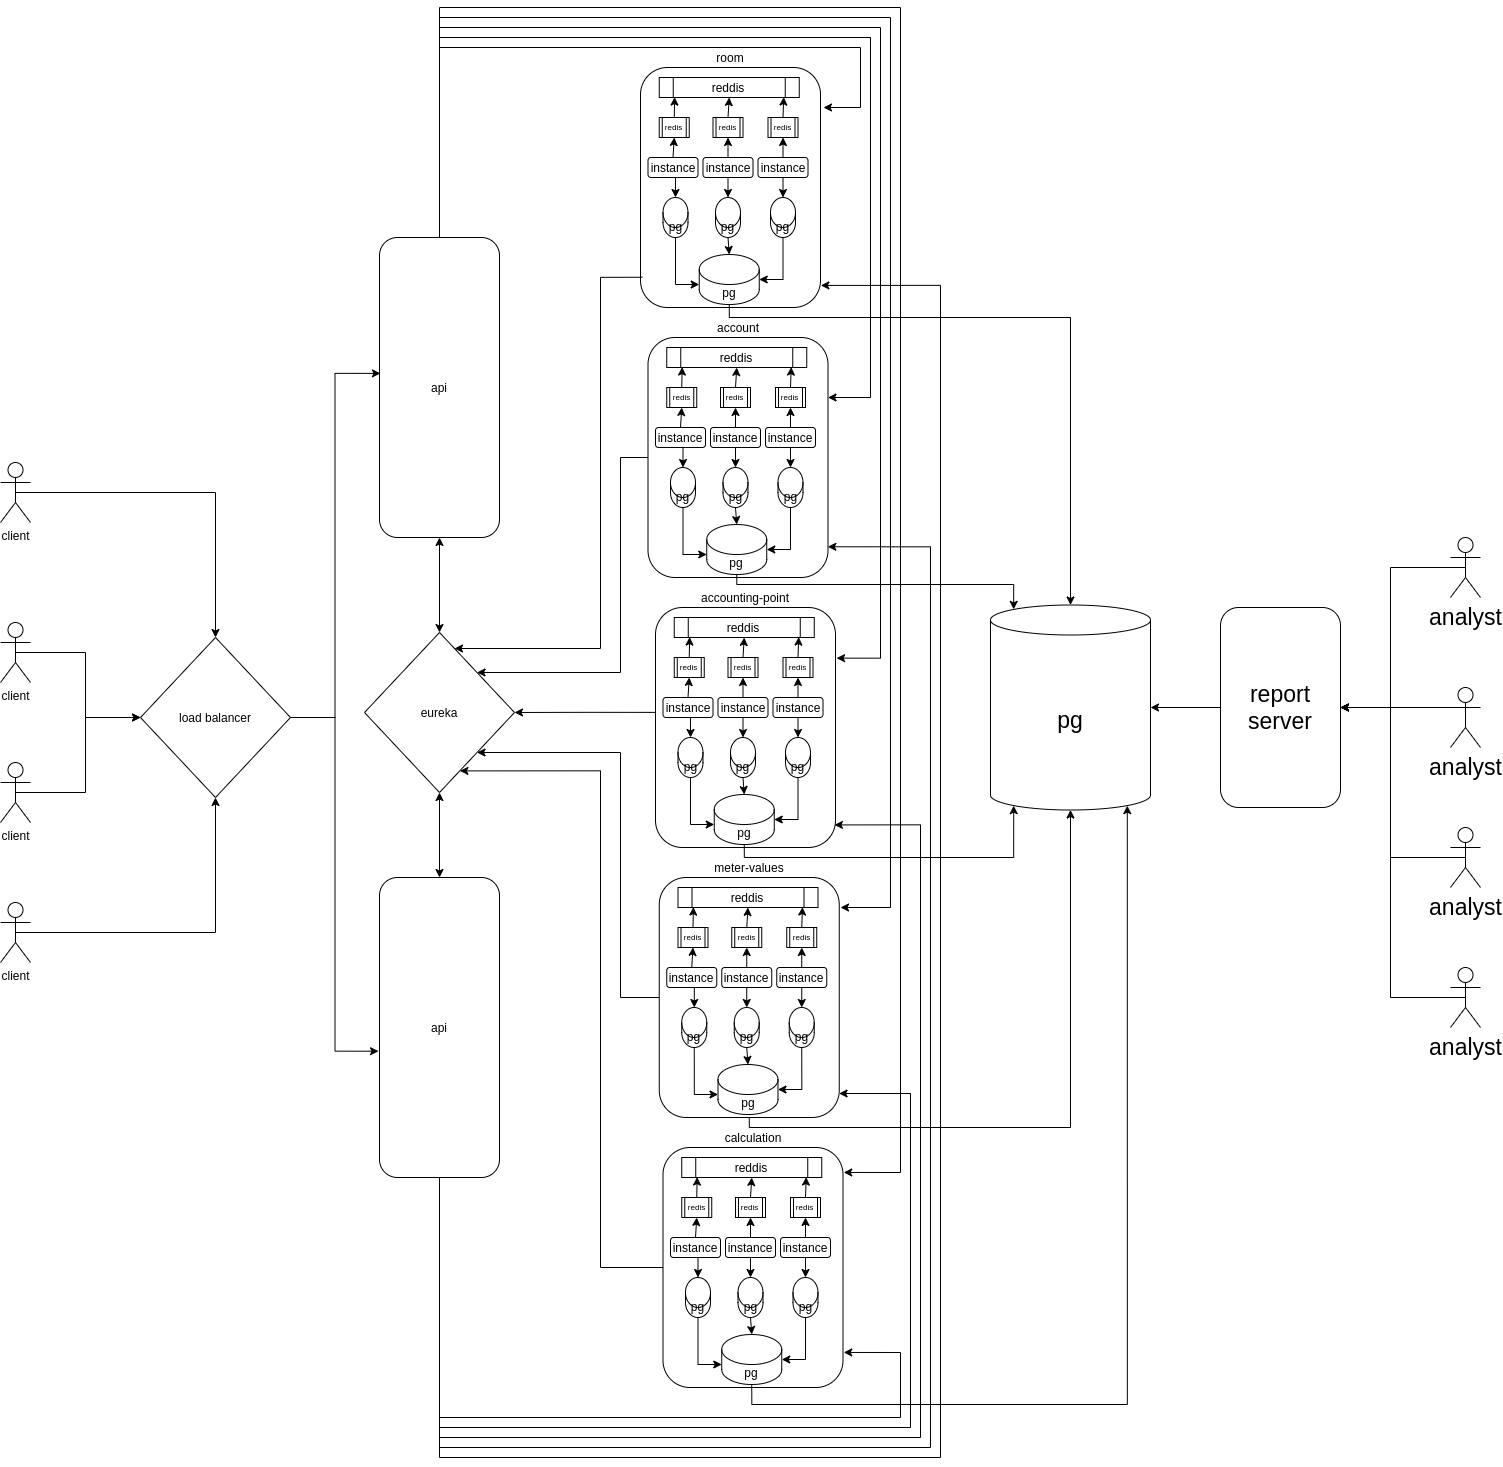 client
client
client
client
load balancer
api
eureka
api
room
reddis
redis redis redis
instance instance instance
pg pg pg
pg
account
reddis
redis redis redis
instance instance instance
pg pg pg
pg
accounting-point
reddis
redis redis redis
instance instance instance
pg pg pg
pg
meter-values
reddis
redis redis redis
instance instance instance
pg pg pg
pg
calculation
reddis
redis redis redis
instance instance instance
pg pg pg
pg
pg
report
server
analyst
analyst
analyst
analyst